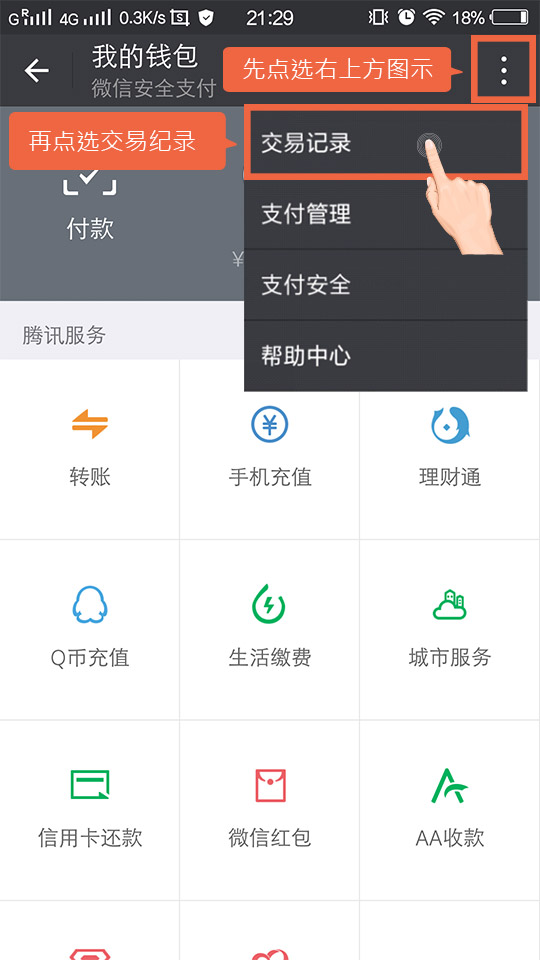 GRıll 4G 0.3K/s 21:29 18%
我的钱包
微信安全支付
先点選右上方图示
再点選交易纪录
交易记录
付款
支付管理
¥
支付安全
腾讯服务
帮助中心
转账
手机充值
理财通
Q币充值
生活缴费
城市服务
信用卡还款
微信红包
AA收款